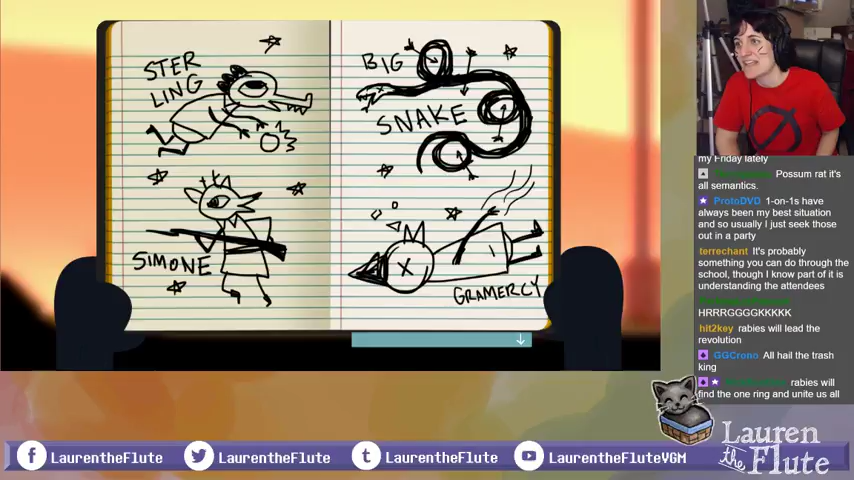 STER
LING
BIG
SNAKE
SIMONE
GRAMERCY
my Friday lately
Possum rat it's
all semantics.
ProtoDVD 1-on-1s have
always been my best situation
and so usually I just seek those
out in a party
terrechant It's probably
something you can do through the
school, though I know part of it is
understanding the attendees
HRRRGGGGKKKKK
hit2key rabies will lead the
revolution
GGCrono All hail the trash
king
rabies will
find the one ring and unite us all
Lauren
the Flute
LaurentheFlute
LaurentheFlute
LaurentheFlute
LaurentheFluteVGM